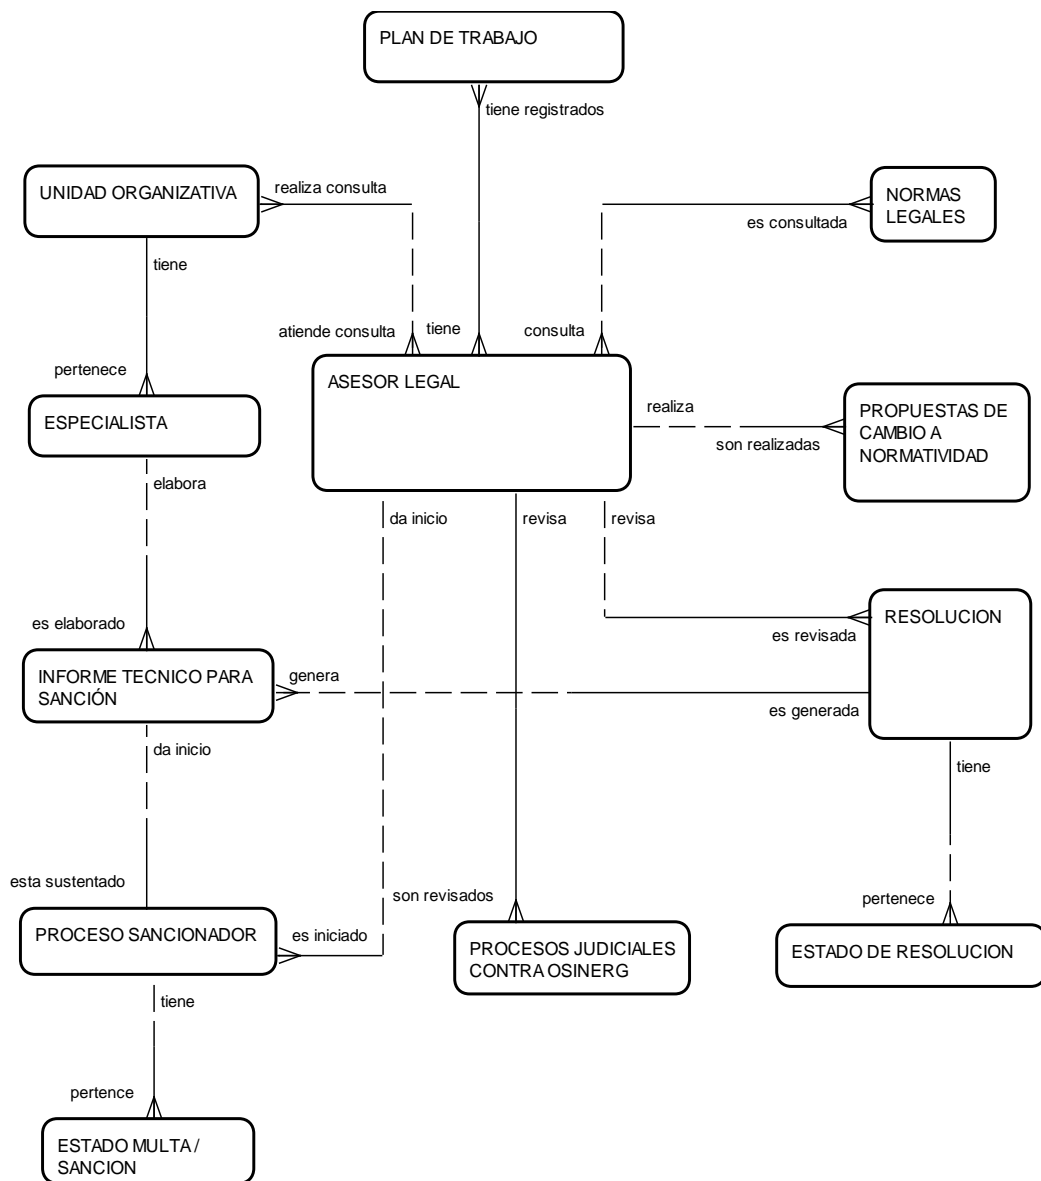 PLAN DE TRABAJO
tiene registrados
UNIDAD ORGANIZATIVA
realiza consulta
NORMAS
LEGALES
es consultada
tiene
atiende consulta
tiene
consulta
pertenece
ASESOR LEGAL
ESPECIALISTA
realiza
son realizadas
PROPUESTAS DE
CAMBIO A
NORMATIVIDAD
elabora
da inicio
revisa
revisa
es elaborado
es revisada
RESOLUCION
INFORME TECNICO PARA
SANCIÓN
genera
es generada
da inicio
tiene
esta sustentado
son revisados
pertenece
PROCESO SANCIONADOR
es iniciado
PROCESOS JUDICIALES
CONTRA OSINERG
ESTADO DE RESOLUCION
tiene
pertence
ESTADO MULTA /
SANCION